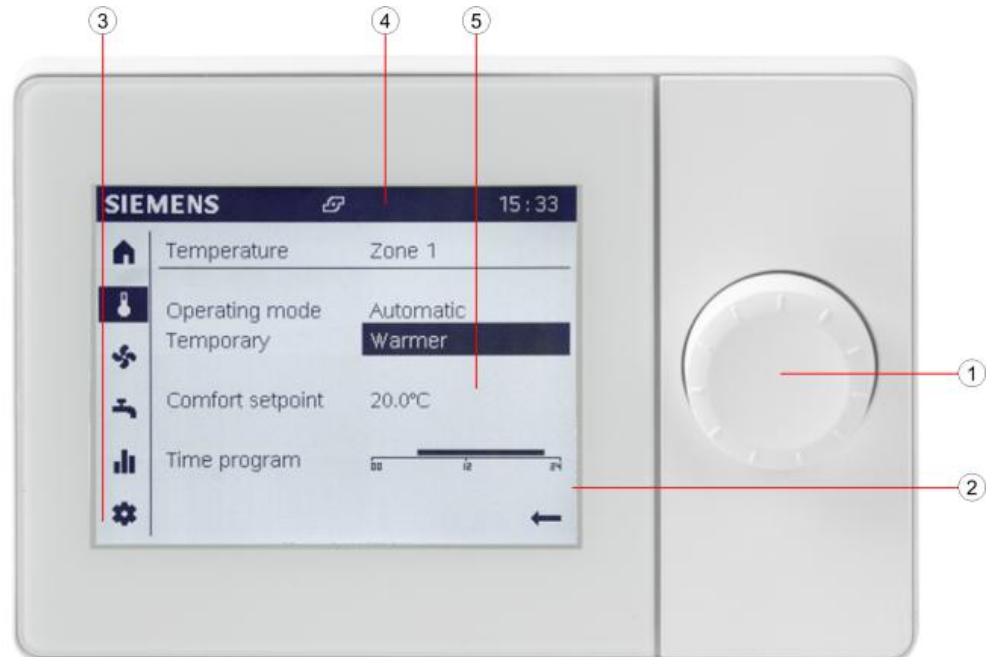 3 4 5
SIEMENS 15:33
Temperature Zone 1
Operating mode Automatic
Temporary Warmer
1
Comfort setpoint 20.0°C
Time program
00 12 24
2